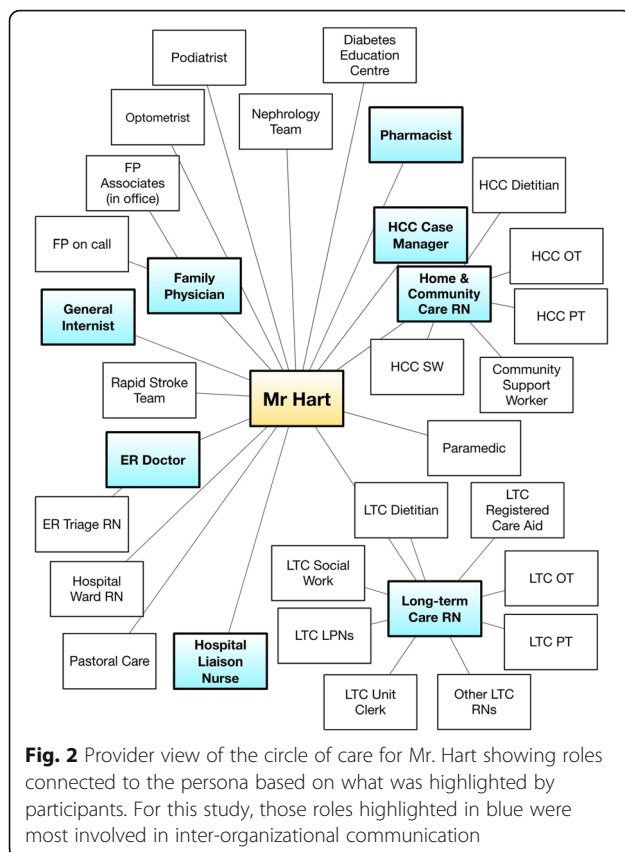 Podiatrist
Diabetes
Education
Centre
Optometrist
Nephrology
Team
Pharmacist
FP
Associates
(in office)
HCC Dietitian
HCC Case
Manager
FP on call
Family
Physician
Home &
Community
Care RN
HCC OT
General
Internist
HCC PT
HCC SW
Community
Support
Worker
Rapid Stroke
Team
Mr Hart
ER Doctor
Paramedic
ER Triage RN
LTC Dietitian
LTC
Registered
Care Aid
Hospital
Ward RN
LTC Social
Work
LTC OT
Long-term
Care RN
LTC LPNs
LTC PT
Pastoral Care
Hospital
Liaison
Nurse
LTC Unit
Clerk
Other LTC
RNs
Fig. 2 Provider view of the circle of care for Mr. Hart showing roles
connected to the persona based on what was highlighted by
participants. For this study, those roles highlighted in blue were
most involved in inter-organizational communication